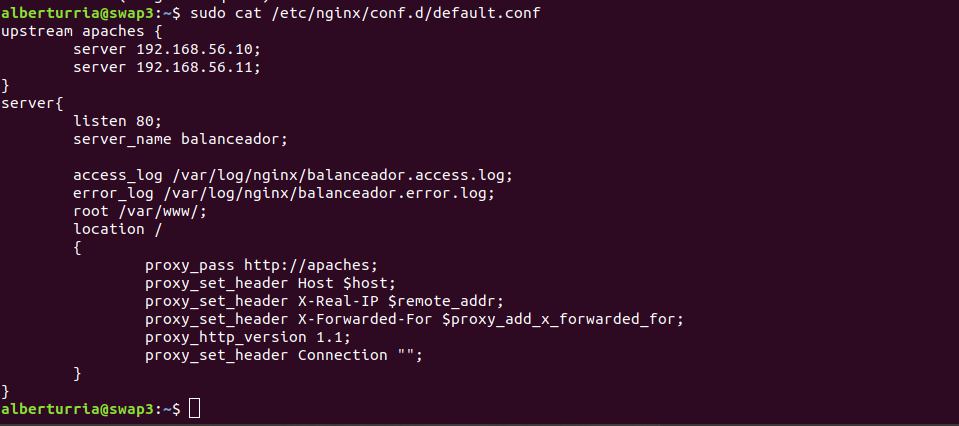 alberturria@swap3:~$ sudo cat /etc/nginx/conf.d/default.conf
upstream apaches {
        server 192.168.56.10;
        server 192.168.56.11;
}
server{
        listen 80;
        server_name balanceador;

        access_log /var/log/nginx/balanceador.access.log;
        error_log /var/log/nginx/balanceador.error.log;
        root /var/www/;
        location /
        {
                proxy_pass http://apaches;
                proxy_set_header Host $host;
                proxy_set_header X-Real-IP $remote_addr;
                proxy_set_header X-Forwarded-For $proxy_add_x_forwarded_for;
                proxy_http_version 1.1;
                proxy_set_header Connection "";
        }
}
alberturria@swap3:~$